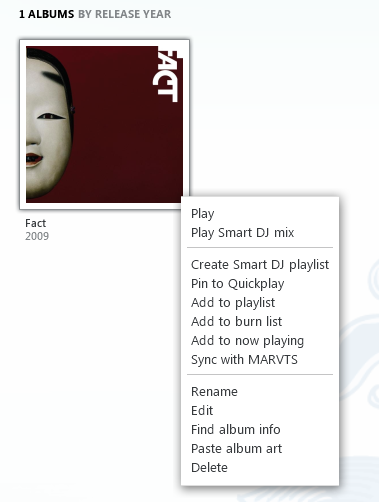 1 ALBUMS BY RELEASE YEAR
FACT
Fact
2009
Play
Play Smart DJ mix
Create Smart DJ playlist
Pin to Quickplay
Add to playlist
Add to burn list
Add to now playing
Sync with MARVTS
Rename
Edit
Find album info
Paste album art
Delete